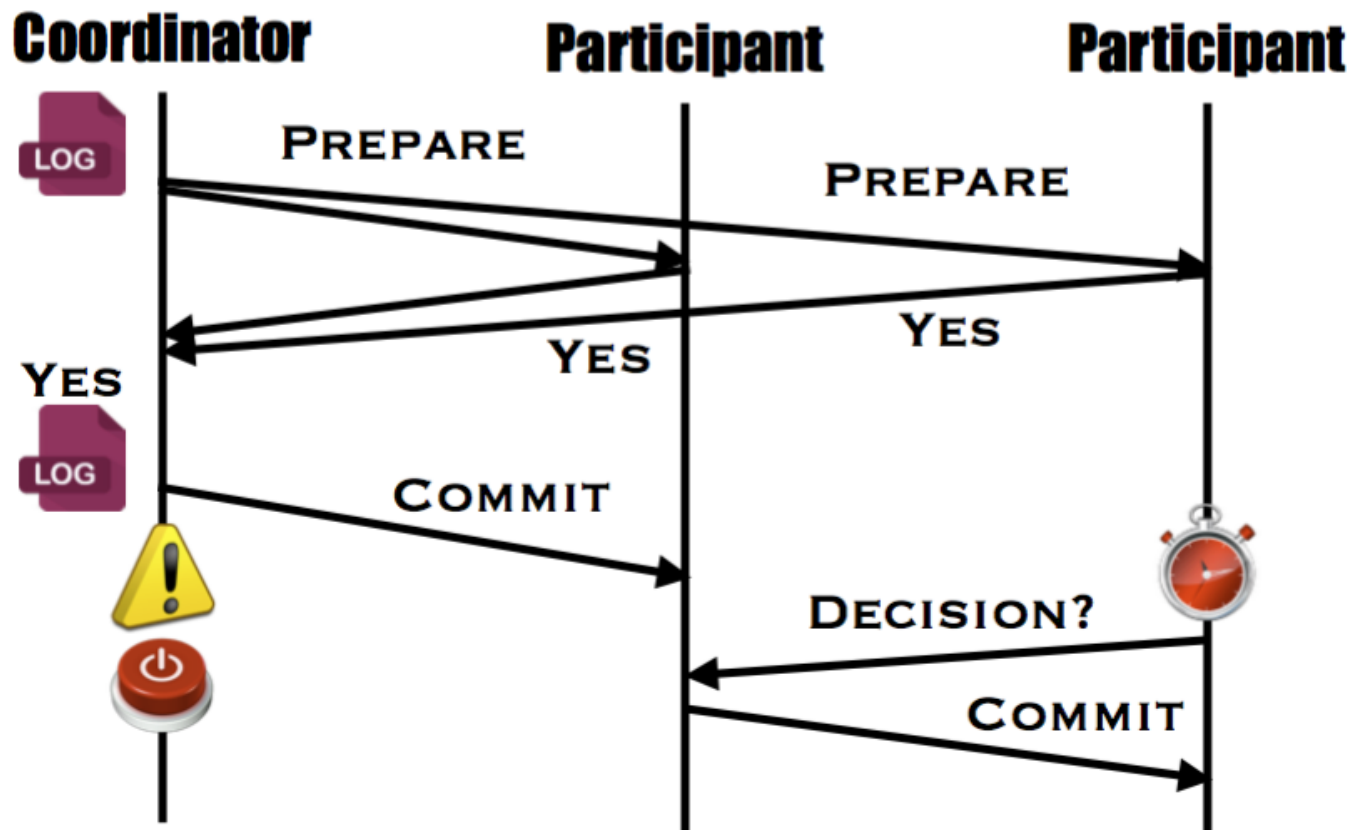 Coordinator
Participant
Participant
LOG
PREPARE
PREPARE
YES
YES
YES
LOG
COMMIT
DECISION?
COMMIT